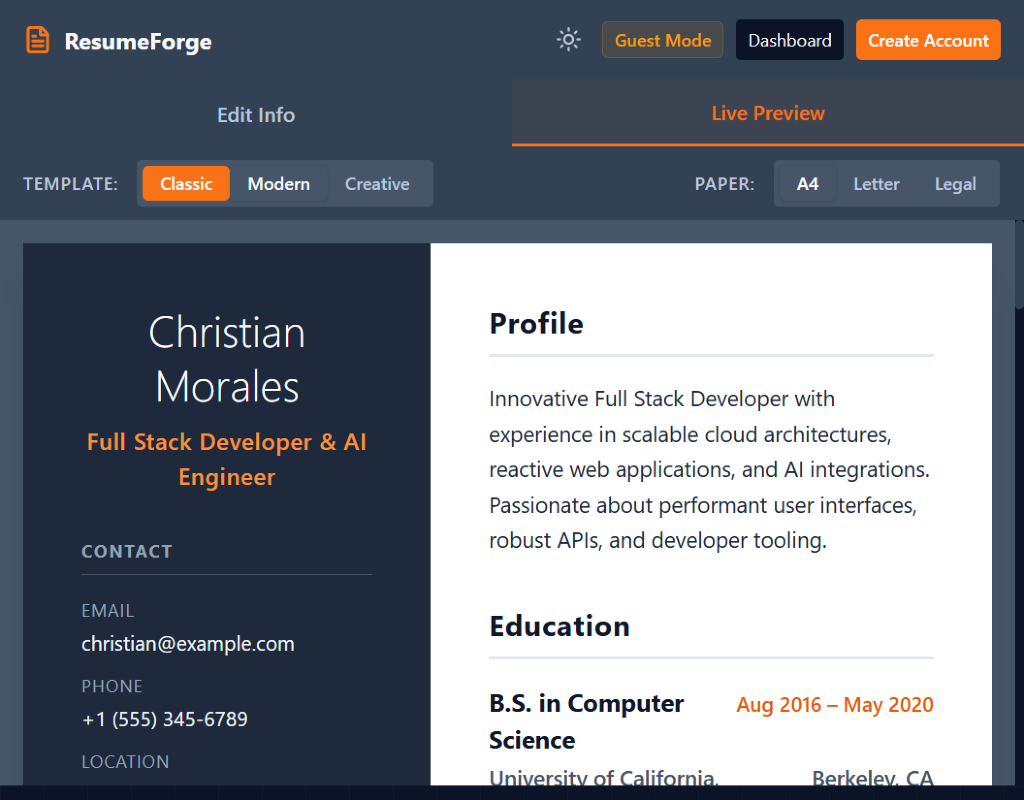 ResumeForge
Guest Mode
Dashboard
Create Account
Edit Info
Live Preview
TEMPLATE:
Classic
Modern
Creative
PAPER:
A4
Letter
Legal
Christian
Morales
Full Stack Developer & AI
Engineer
CONTACT
EMAIL
christian@example.com
PHONE
+1 (555) 345-6789
LOCATION
Profile
Innovative Full Stack Developer with
experience in scalable cloud architectures,
reactive web applications, and AI integrations.
Passionate about performant user interfaces,
robust APIs, and developer tooling.
Education
B.S. in Computer
Science
Aug 2016 – May 2020
University of California,
Berkeley, CA